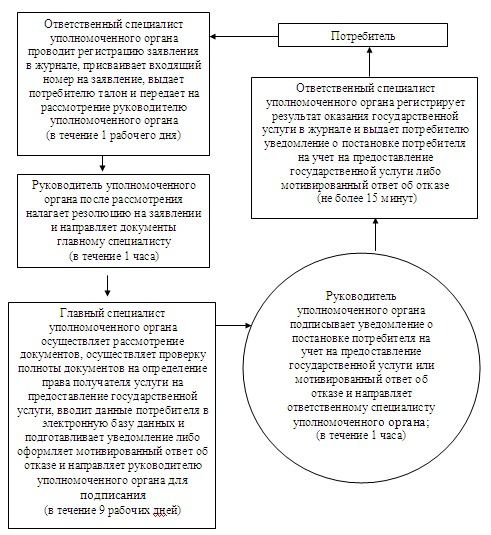 Потребитель
Ответственный специалист
уполномоченного органа
проводит регистрацию заявления
в журнале, присваивает входящий
номер на заявление, выдает
потребителю талон и передает на
рассмотрение руководителю
уполномоченного органа
(в течение 1 рабочего дня)
Руководитель уполномоченного
органа после рассмотрения
налагает резолюцию на заявлении
и направляет документы
главному специалисту
(в течение 1 часа)
Главный специалист
уполномоченного органа
осуществляет рассмотрение
документов, осуществляет проверку
полноты документов на определение
права получателя услуги на
предоставление государственной
услуги, вводит данные потребителя в
электронную базу данных и
подготавливает уведомление либо
оформляет мотивированный ответ об
отказе и направляет руководителю
уполномоченного органа для
подписания
(в течение 9 рабочих дней)
Руководитель
уполномоченного органа
подписывает уведомление о
постановке потребителя на
учет на предоставление
государственной услуги или
мотивированный ответ об
отказе и направляет
ответственному специалисту
уполномоченного органа;
(в течение 1 часа)
Ответственный специалист
уполномоченного органа регистрирует
результат оказания государственной
услуги в журнале и выдает потребителю
уведомление о постановке потребителя
на учет на предоставление
государственной услуги либо
мотивированный ответ об отказе
(не более 15 минут)